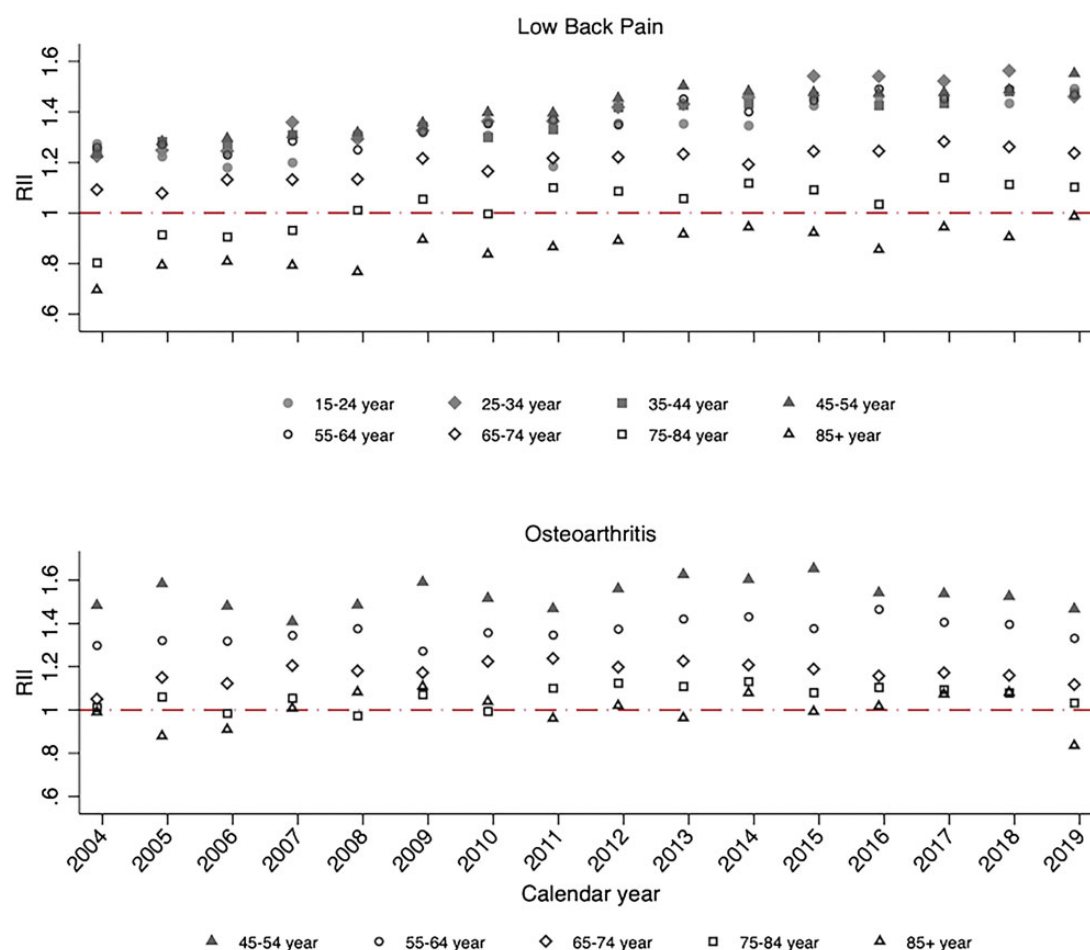 Low Back Pain
RII
1.6
1.4
1.2
1
.8
.6
15-24 year 25-34 year 35-44 year 45-54 year
55-64 year 65-74 year 75-84 year 85+ year
Osteoarthritis
RII
1.6
1.4
1.2
1
.8
.6
2004 2005 2006 2007 2008 2009 2010 2011 2012 2013 2014 2015 2016 2017 2018 2019
Calendar year
45-54 year 55-64 year 65-74 year 75-84 year 85+ year